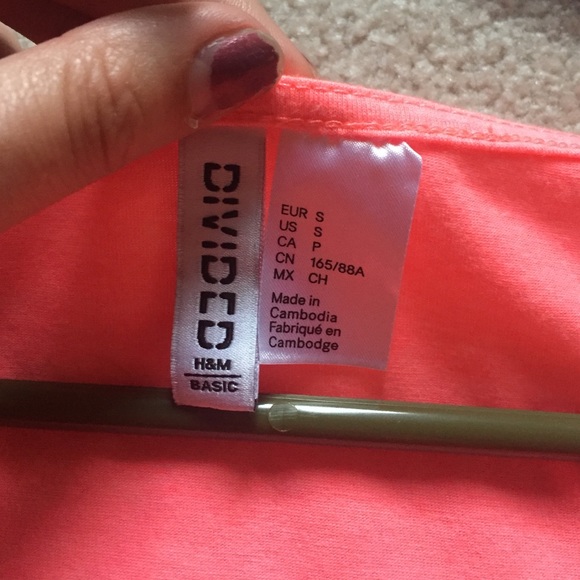 DIVIDED
H&M
BASIC
EUR S
US S
CA P
CN 165/88A
MX CH
Made in
Cambodia
Fabriqué en
Cambodge